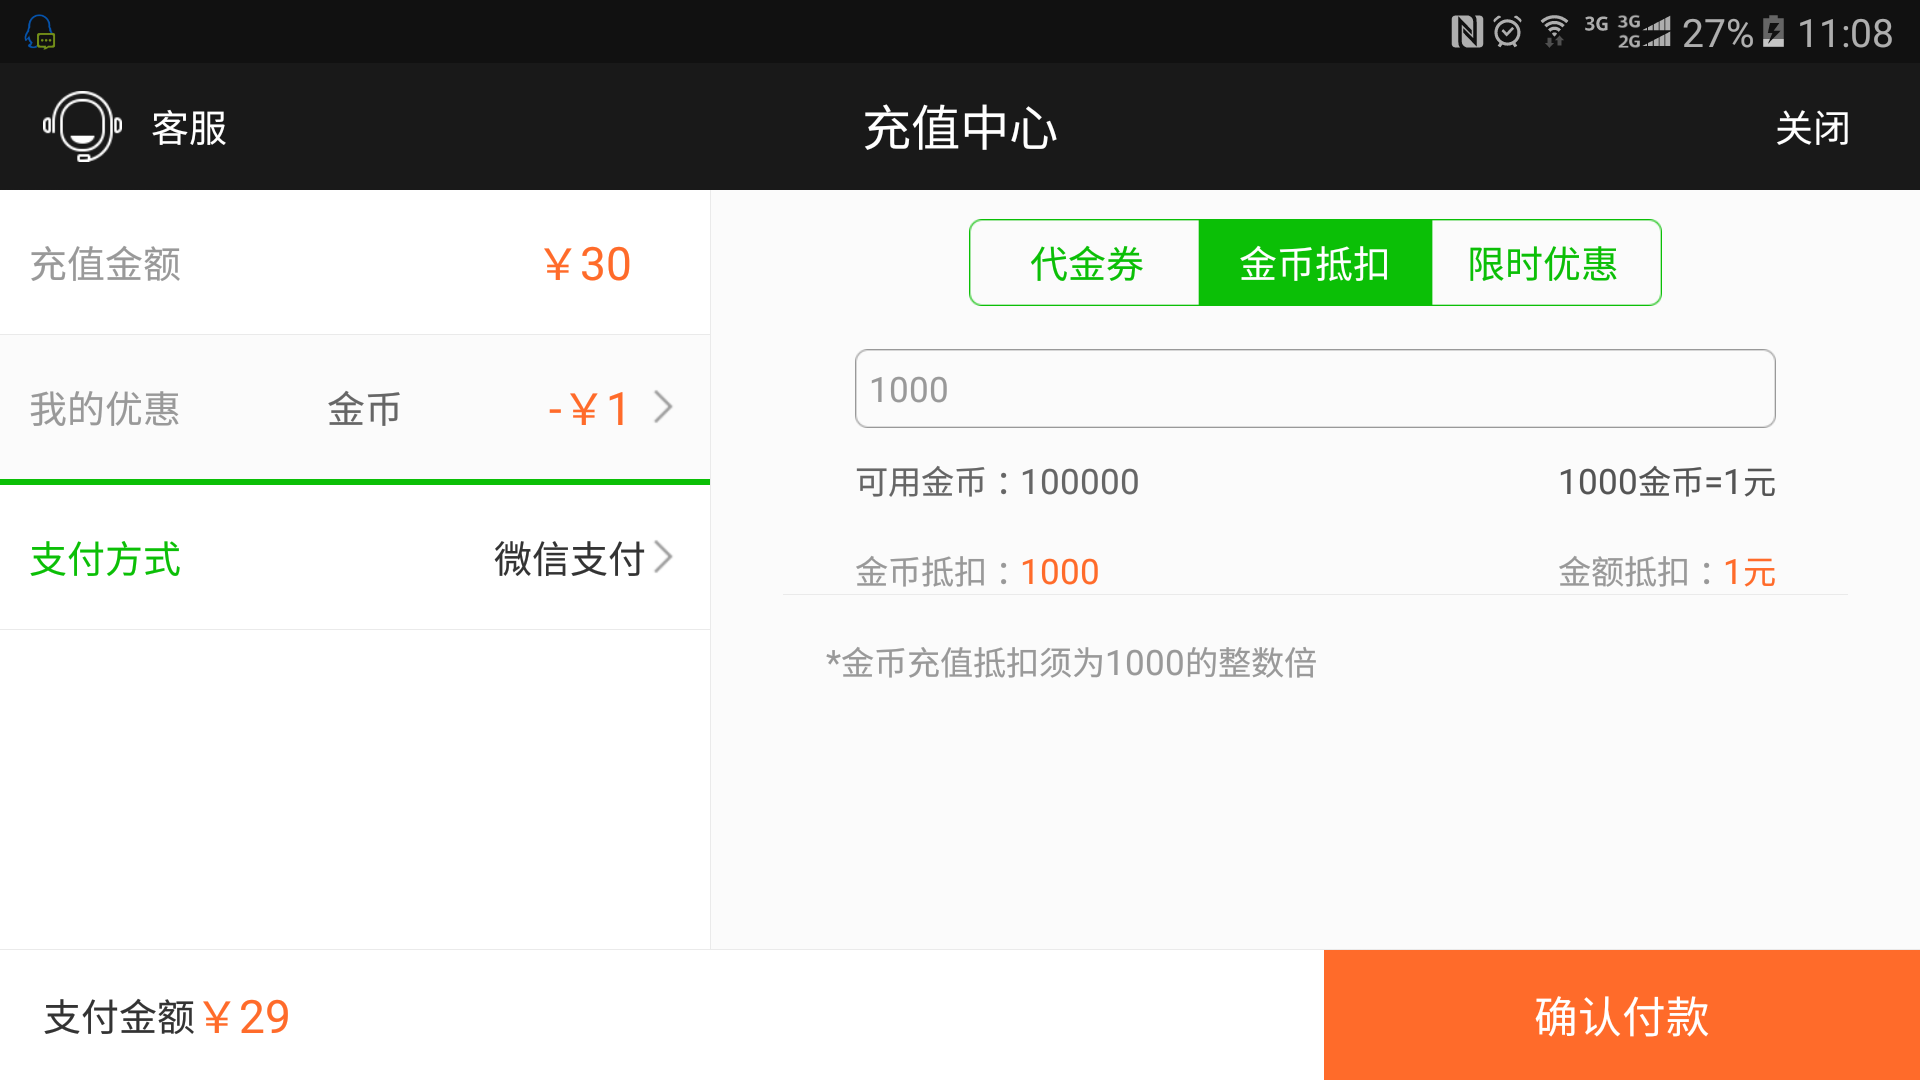 3G 3G 2G 27% 11:08
客服 充值中心 关闭
充值金额 ￥30
我的优惠 金币 -￥1
支付方式 微信支付
代金券 金币抵扣 限时优惠
1000
可用金币：100000 1000金币=1元
金币抵扣：1000 金额抵扣：1元
*金币充值抵扣须为1000的整数倍
支付金额￥29 确认付款